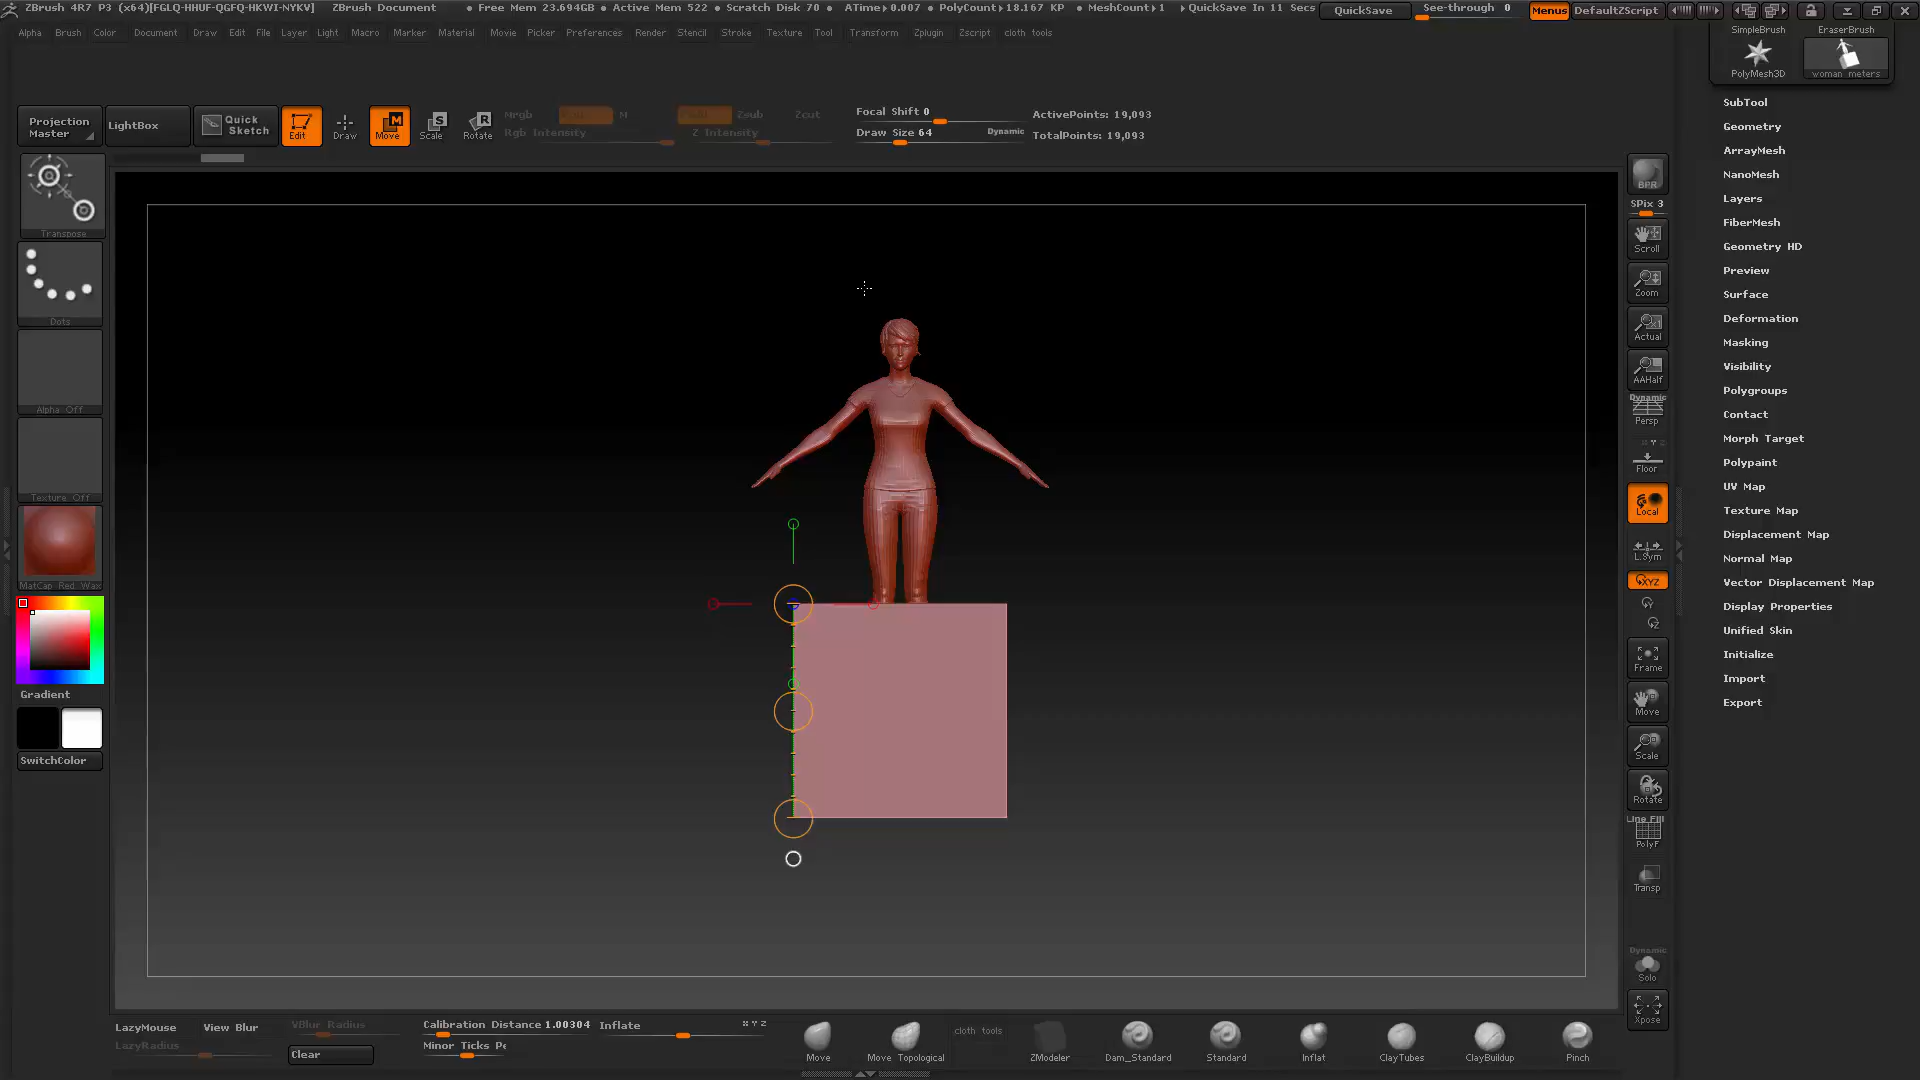 ZBrush 4R7 P3 (x64)[FGLQ-HHUF-QGFQ-HKWI-NYKV] ZBrush Document • Free Mem 23.694GB • Active Mem 522 • Scratch Disk 70 • ATime▸0.007 • PolyCount▸18.167 KP • MeshCount▸1 ▸QuickSave In 11 Secs QuickSave See-through 0 Menus DefaultZScript
Alpha Brush Color Document Draw Edit File Layer Light Macro Marker Material Movie Picker Preferences Render Stencil Stroke Texture Tool Transform Zplugin Zscript cloth tools
SimpleBrush EraserBrush
PolyMesh3D woman_meters
Projection Master
LightBox
Quick Sketch
Edit Draw Move Scale Rotate
Mrgb M Zsub Zcut
Rgb Intensity Z Intensity
Focal Shift 0
Draw Size 64 Dynamic
ActivePoints: 19,093
TotalPoints: 19,093
Transpose
Dots
Alpha Off
Texture Off
MatCap Red Wax
Gradient
SwitchColor
BPR
SPix 3
Scroll
Zoom
Actual
AAHalf
Dynamic
Persp
Floor
Local
L.Sym
XYZ
Frame
Move
Scale
Rotate
Line Fill
PolyF
Transp
Dynamic
Solo
Xpose
SubTool
Geometry
ArrayMesh
NanoMesh
Layers
FiberMesh
Geometry HD
Preview
Surface
Deformation
Masking
Visibility
Polygroups
Contact
Morph Target
Polypaint
UV Map
Texture Map
Displacement Map
Normal Map
Vector Displacement Map
Display Properties
Unified Skin
Initialize
Import
Export
LazyMouse View Blur VBlur Radius Calibration Distance 1.00304 Inflate X Y Z
LazyRadius Clear Minor Ticks Pe
cloth tools
Move Move Topological ZModeler Dam_Standard Standard Inflat ClayTubes ClayBuildup Pinch